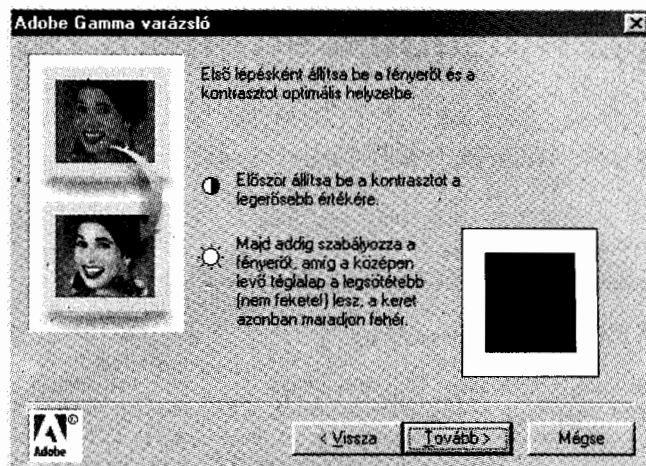 Adobe Gamma varázsló
Első lépésként állítsa be a fényerőt és a
kontrasztot optimális helyzetbe.
Először állítsa be a kontrasztot a
legerősebb értékére.
Majd addig szabályozza a
fényerőt, amíg a középen
levő téglalap a legsötétebb
(nem fekete!) lesz, a keret
azonban maradjon fehér.
Adobe
< Vissza
Tovább >
Mégse